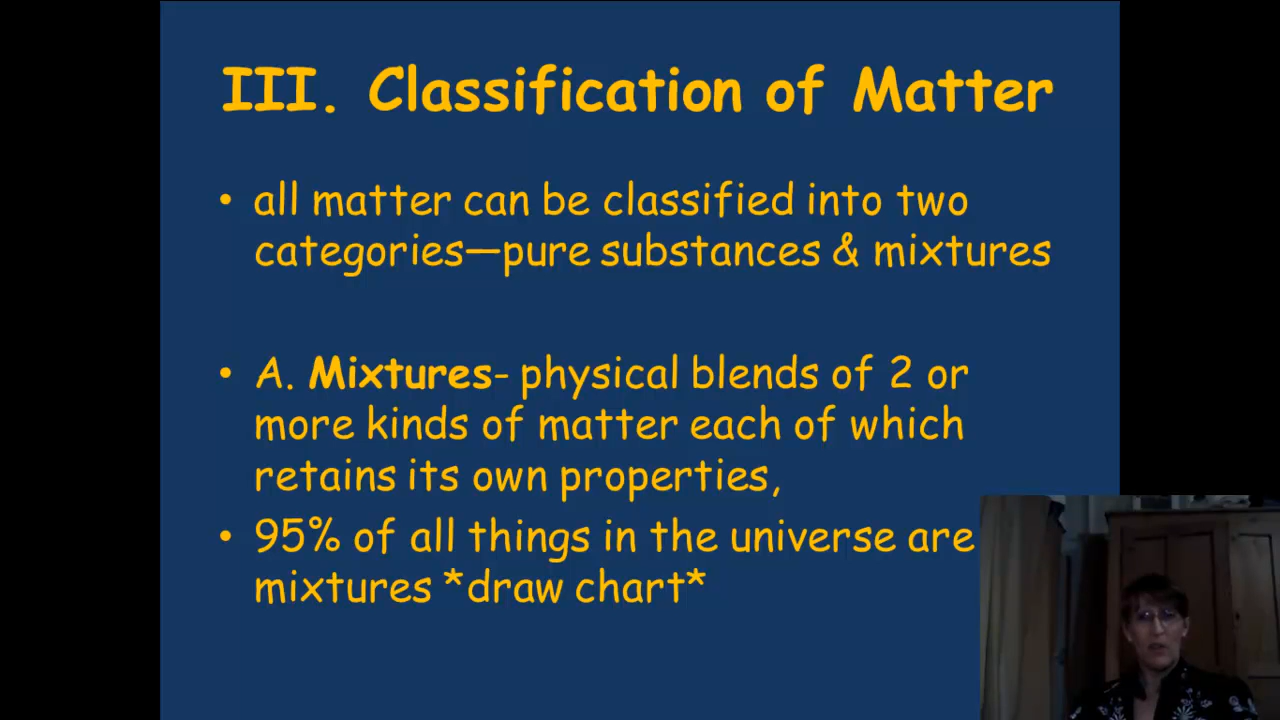 III. Classification of Matter
• all matter can be classified into two
categories—pure substances & mixtures
• A. Mixtures- physical blends of 2 or
more kinds of matter each of which
retains its own properties,
• 95% of all things in the universe are
mixtures *draw chart*